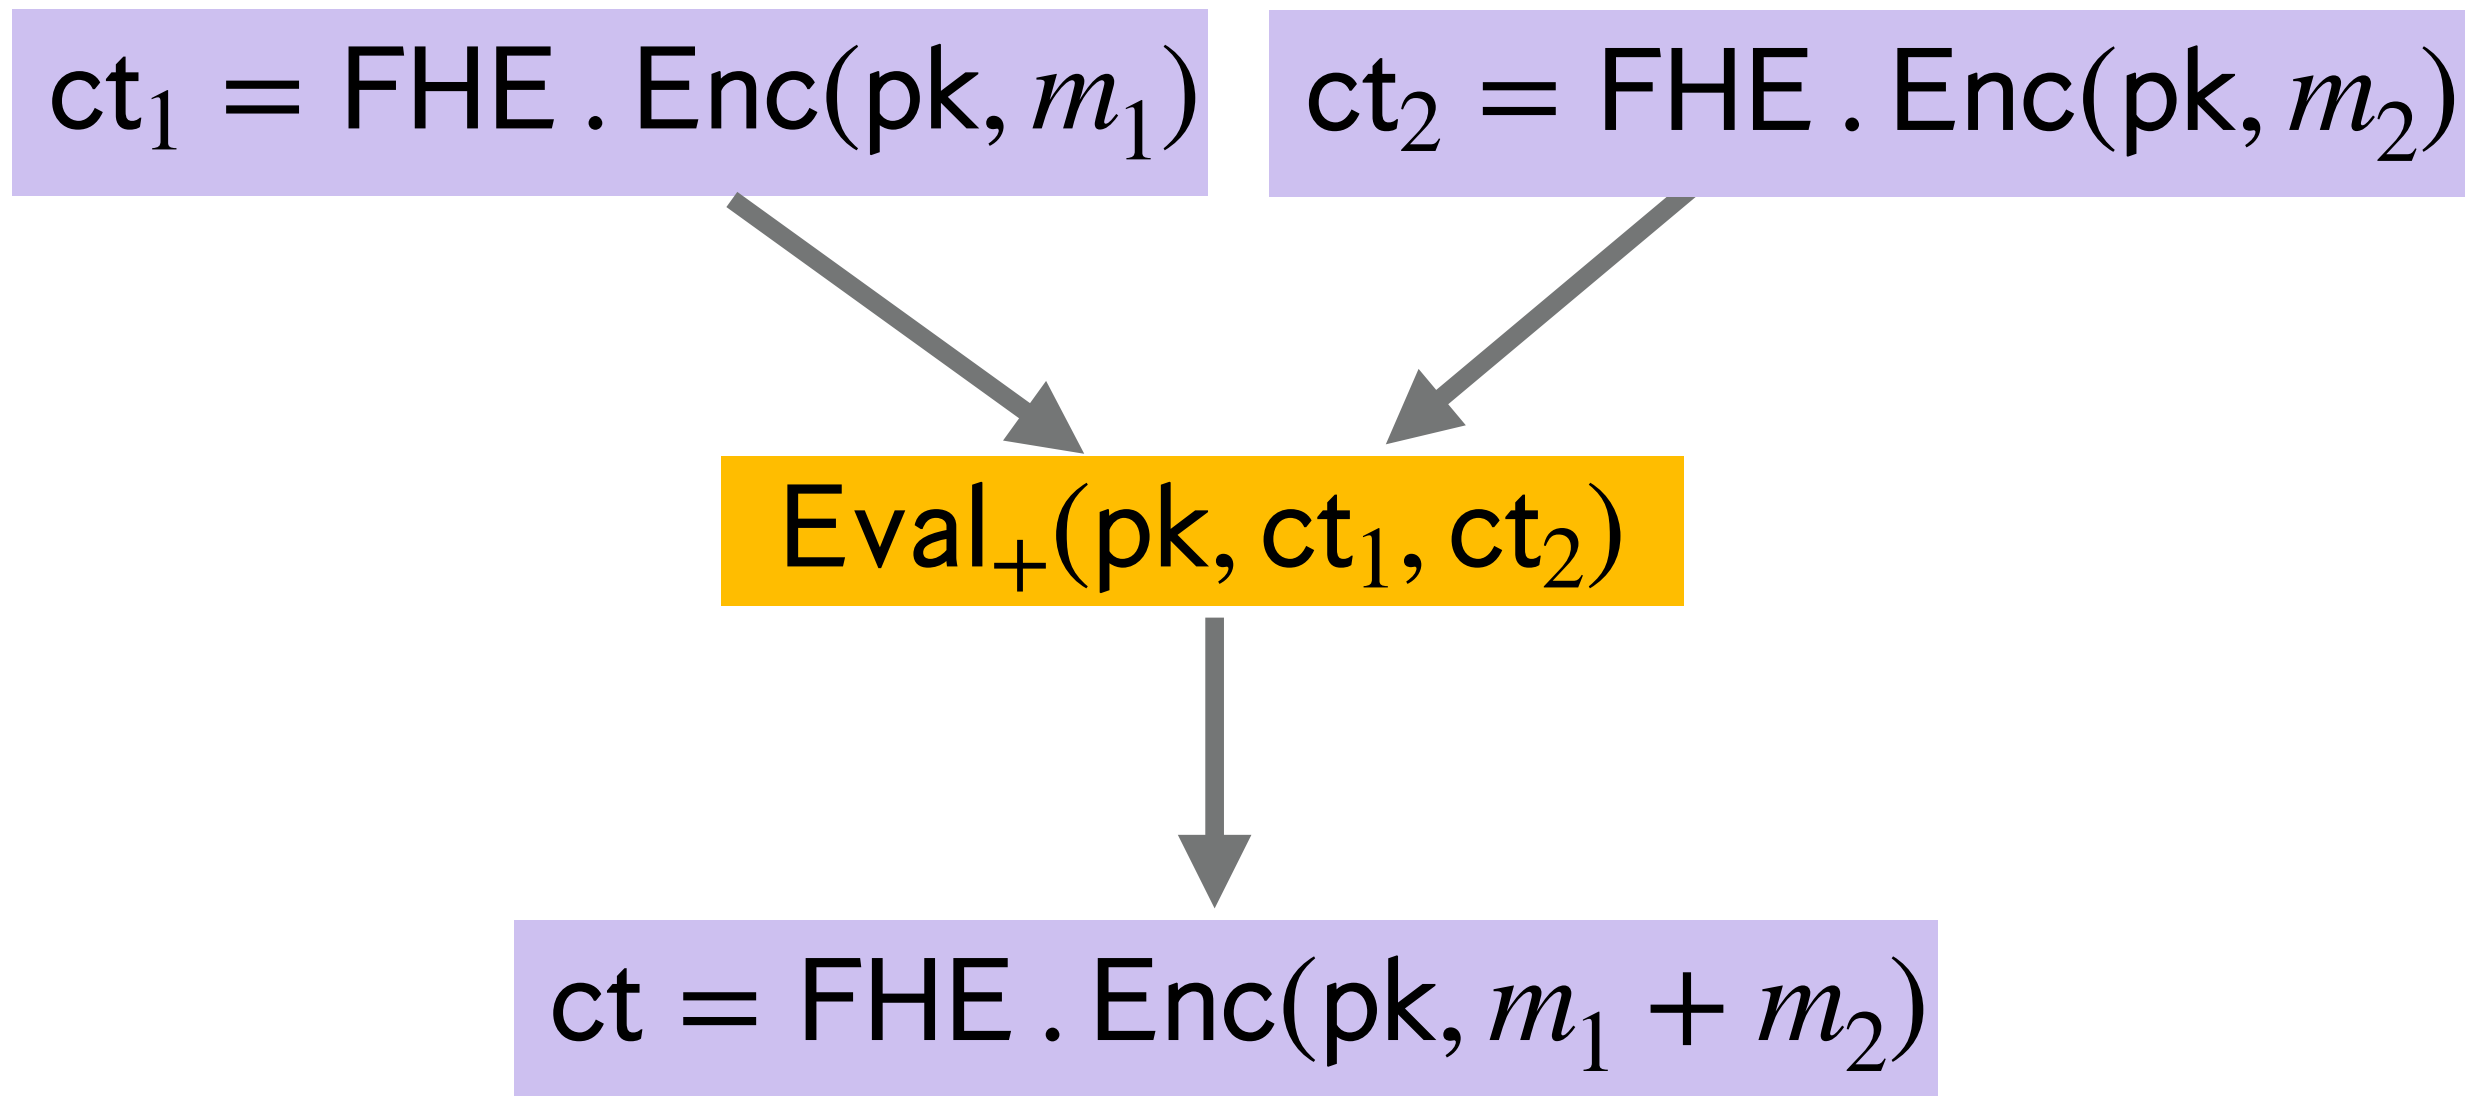 ct₁ = FHE . Enc(pk, m₁)
ct₂ = FHE . Enc(pk, m₂)
Eval₊(pk, ct₁, ct₂)
ct = FHE . Enc(pk, m₁ + m₂)